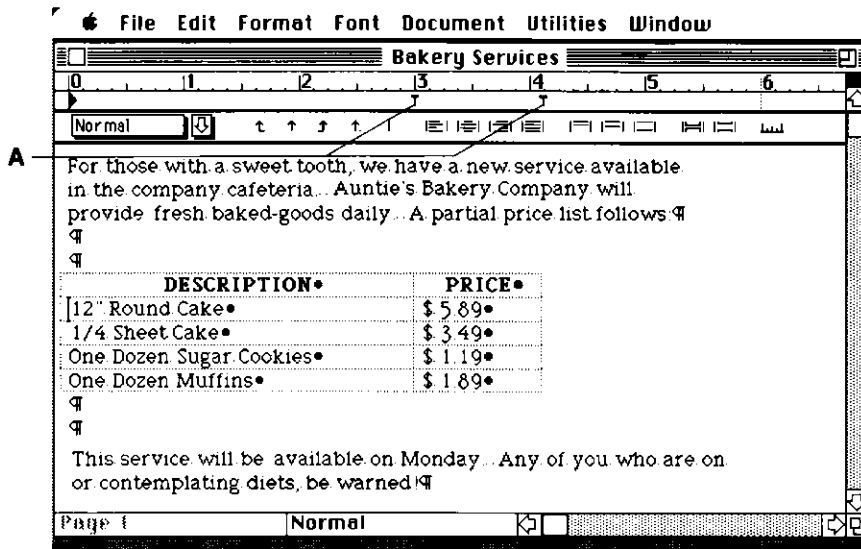 File Edit Format Font Document Utilities Window
Bakery Services
0 1 2 3 4 5 6
Normal
A
For those with a sweet tooth, we have a new service available
in the company cafeteria. Auntie's Bakery Company will
provide fresh baked-goods daily. A partial price list follows:¶
¶
¶
DESCRIPTION• PRICE•
12" Round Cake• $ 5.89•
1/4 Sheet Cake• $ 3.49•
One Dozen Sugar Cookies• $ 1.19•
One Dozen Muffins• $ 1.89•
¶
¶
This service will be available on Monday. Any of you who are on
or contemplating diets, be warned!¶
Page 1 Normal